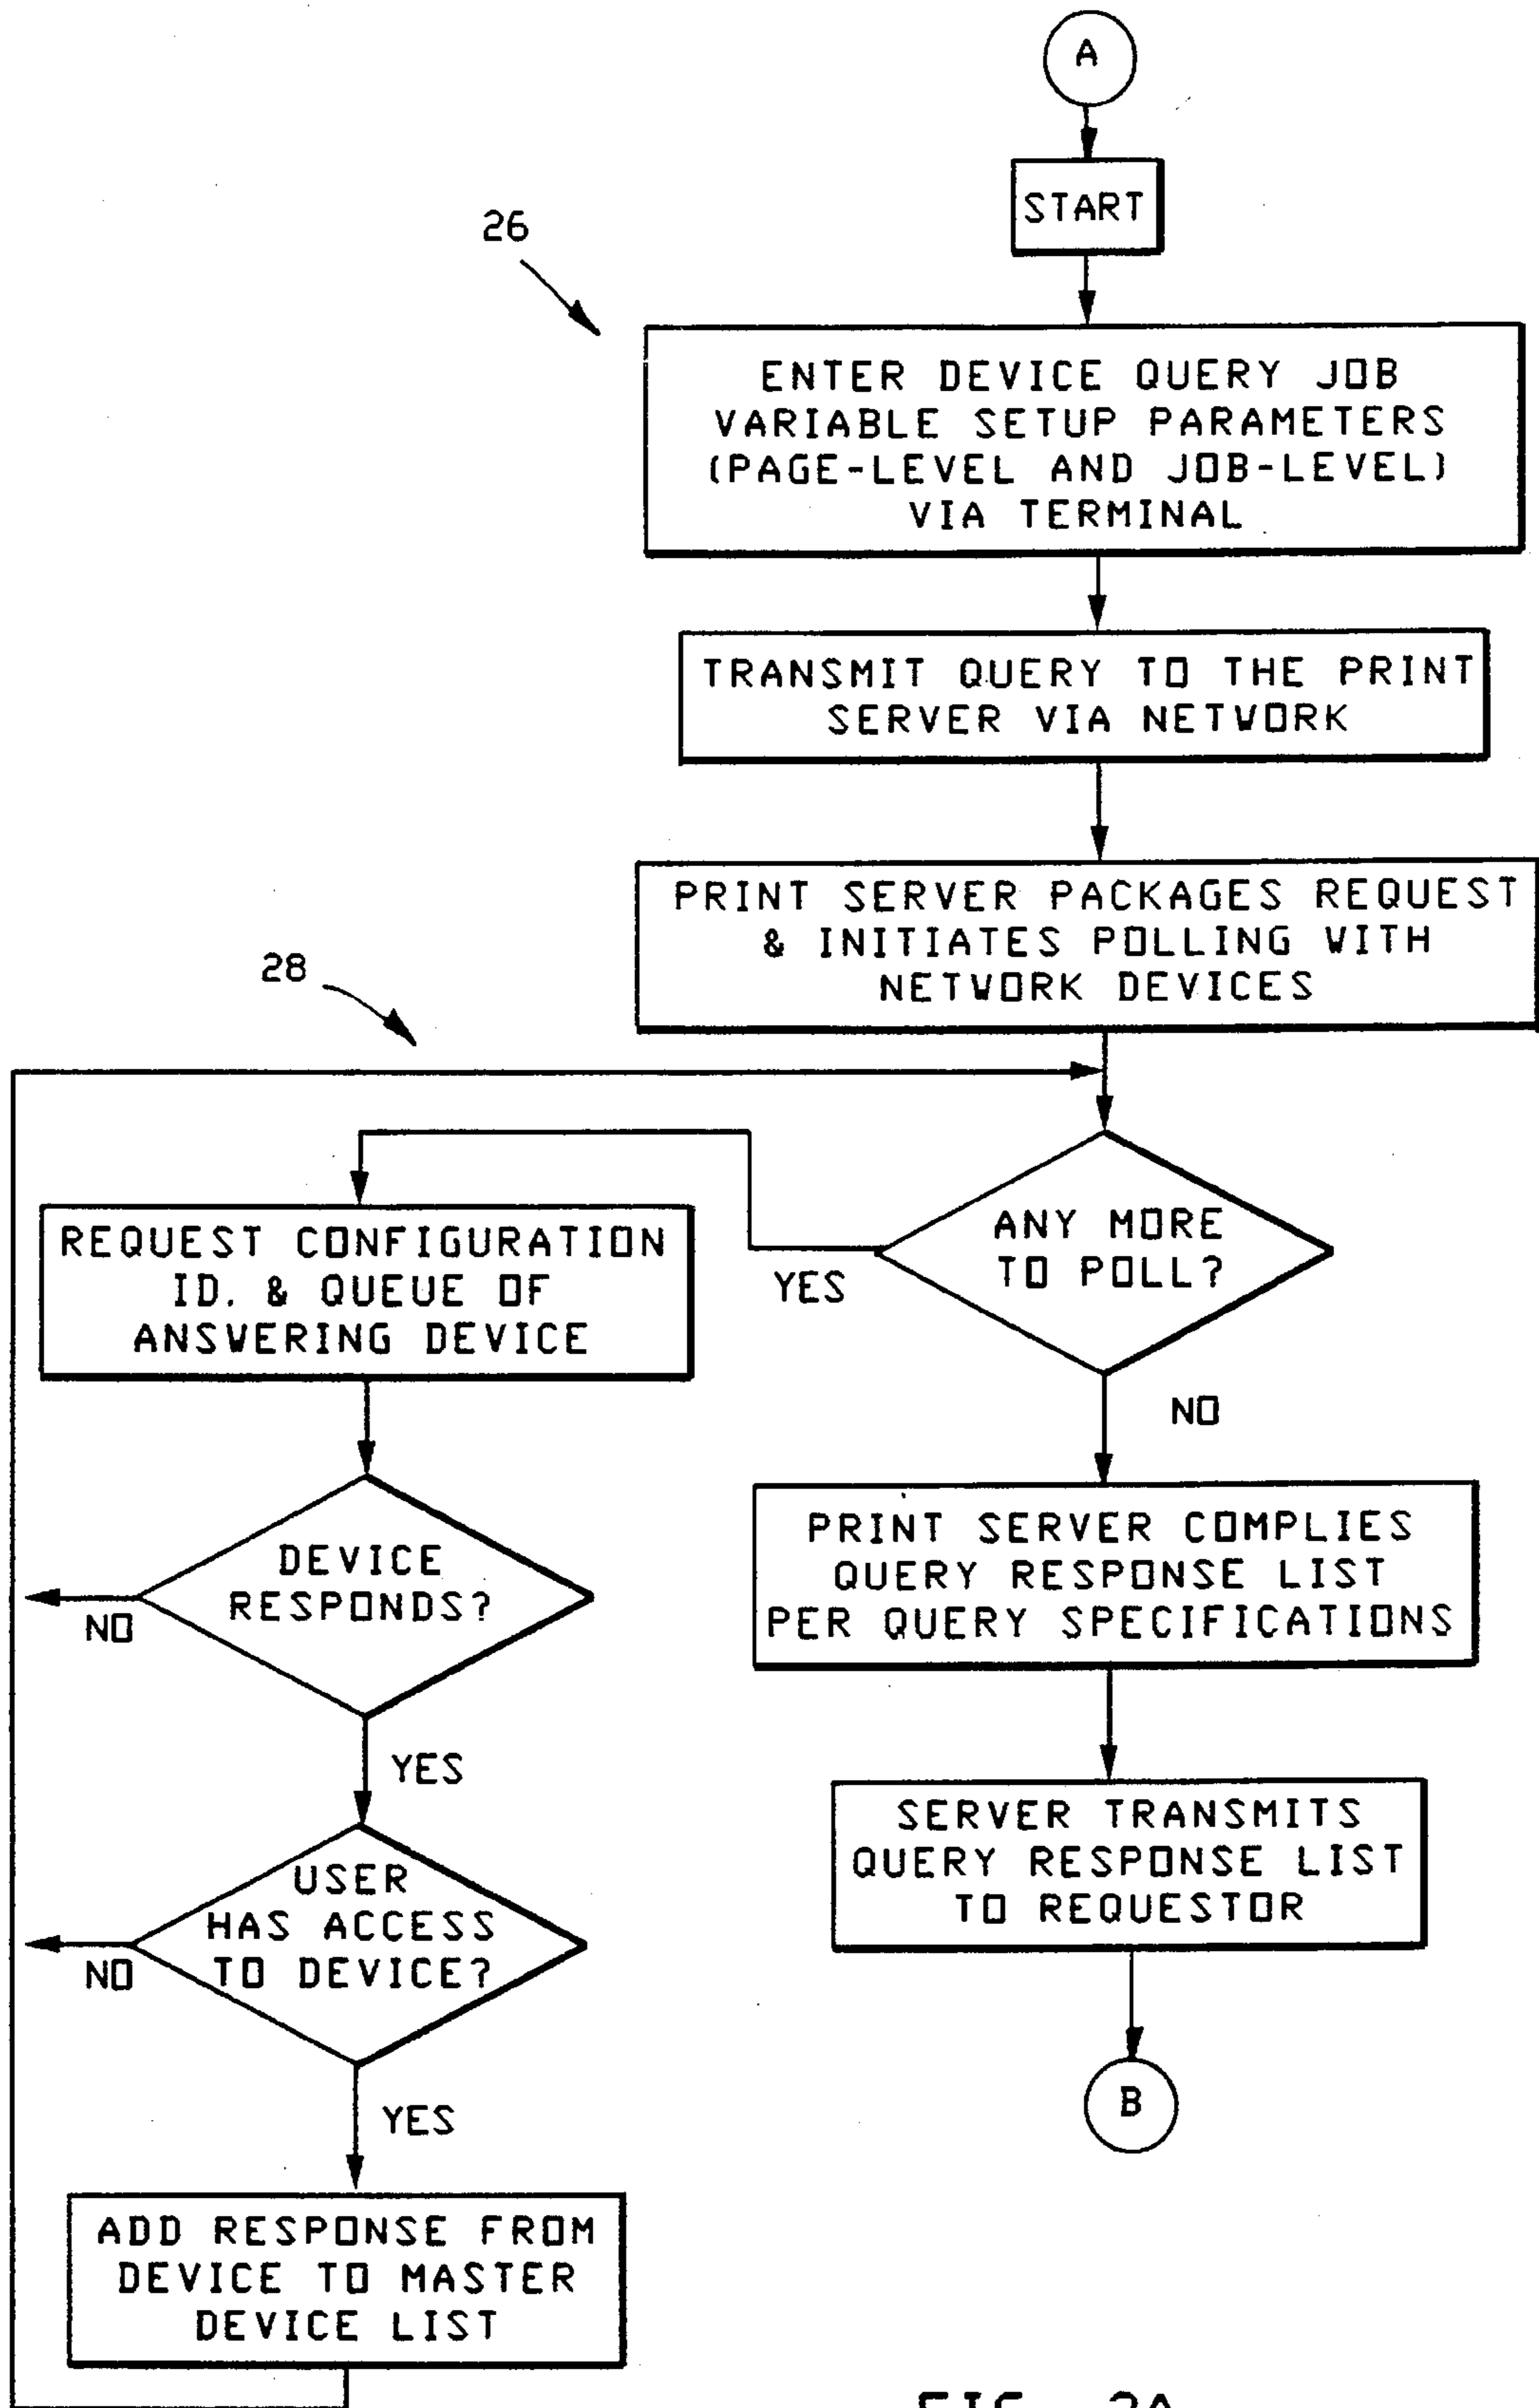 A
START
26
ENTER DEVICE QUERY JOB
VARIABLE SETUP PARAMETERS
(PAGE-LEVEL AND JOB-LEVEL)
VIA TERMINAL
TRANSMIT QUERY TO THE PRINT
SERVER VIA NETWORK
PRINT SERVER PACKAGES REQUEST
& INITIATES POLLING WITH
NETWORK DEVICES
28
ANY MORE
TO POLL?
YES
NO
REQUEST CONFIGURATION
ID. & QUEUE OF
ANSWERING DEVICE
DEVICE
RESPONDS?
NO
YES
USER
HAS ACCESS
TO DEVICE?
NO
YES
ADD RESPONSE FROM
DEVICE TO MASTER
DEVICE LIST
PRINT SERVER COMPLIES
QUERY RESPONSE LIST
PER QUERY SPECIFICATIONS
SERVER TRANSMITS
QUERY RESPONSE LIST
TO REQUESTOR
B